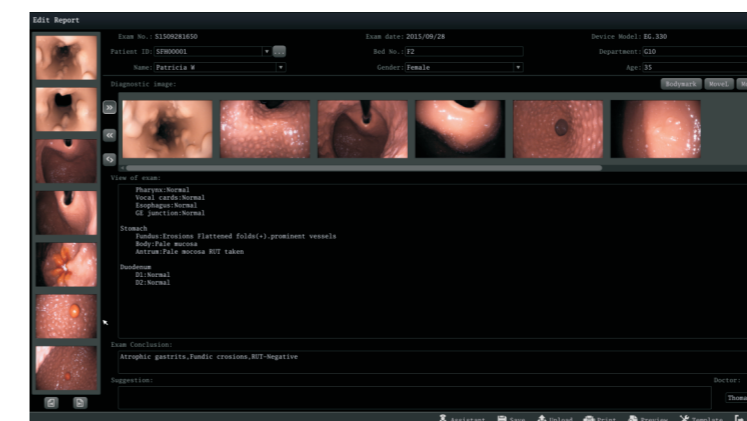 Edit Report
Exam No.: S1509281650 Exam date: 2015/09/28 Device Model: EG.330
Patient ID: SFH00001 Bed No.: F2 Department: G10
Name: Patricia W Gender: Female Age: 35
Diagnostic image: Bodymark
View of exam:
Pharynx:Normal
Vocal cards:Normal
Esophagus:Normal
GE junction:Normal
Stomach
Fundus:Erosions Flattened folds(+).prominent vessels
Body:Pale mucosa
Antrum:Pale mocosa RUT taken
Duodenum
D1:Normal
D2:Normal
Exam Conclusion:
Atrophic gastrits,Fundic crosions,RUT-Negative
Suggestion: Doctor:
Thoma
Assistant Save Upload Print Preview Template